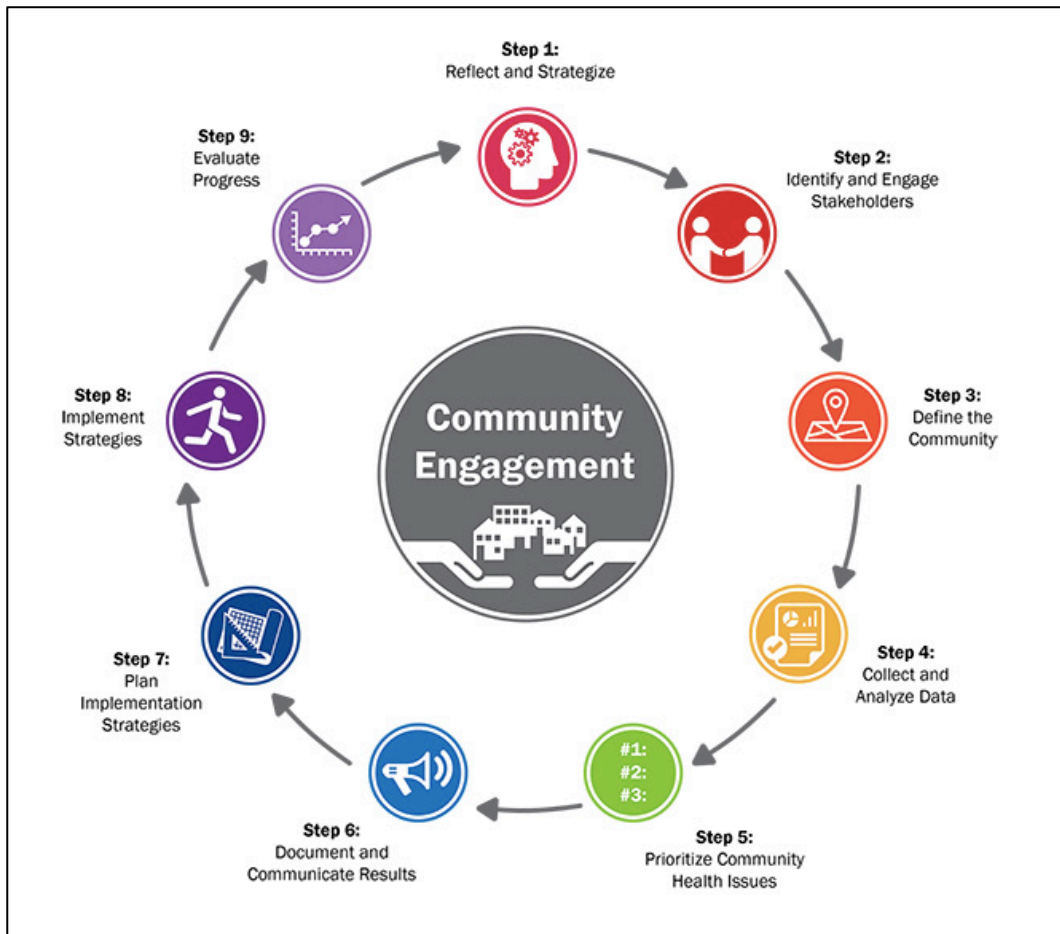 Step 1:
Reflect and Strategize
Step 2:
Identify and Engage
Stakeholders
Step 3:
Define the
Community
Step 4:
Collect and
Analyze Data
Step 5:
Prioritize Community
Health Issues
#1:
#2:
#3:
Step 6:
Document and
Communicate Results
Step 7:
Plan
Implementation
Strategies
Step 8:
Implement
Strategies
Step 9:
Evaluate
Progress
Community
Engagement